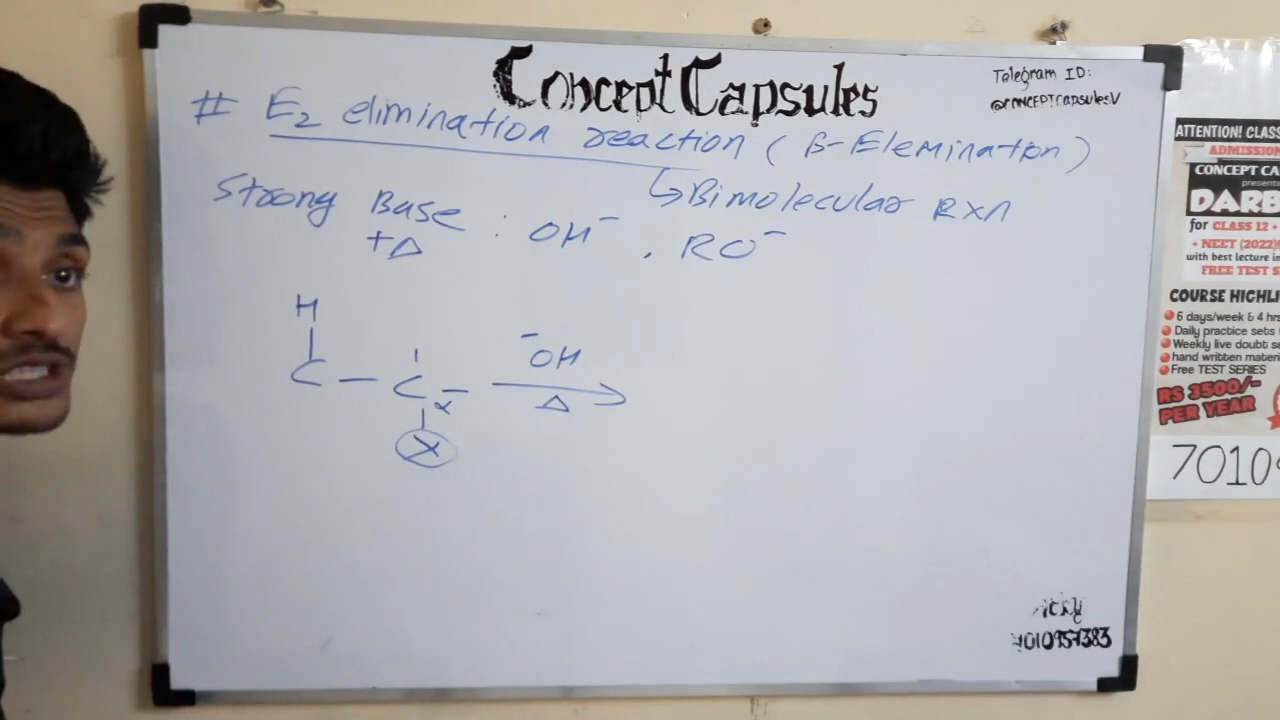 Concept Capsules
Telegram ID:
@CONCEPTCapsulesV
# E2 elimination reaction (β-Elemination)
↳Bimolecular Rxn
Strong Base : OH⁻ , RO⁻
+Δ
H
C — C —
α
X
⁻OH
Δ
7010957383
ATTENTION! CLASS
ADMISSION
CONCEPT CA
presents
DARB
for CLASS 12 +
+ NEET (2022)
with best lecture in
FREE TEST S
COURSE HIGHLI
6 days/week & 4 hrs
Daily practice sets
Weekly live doubt se
hand written mater
Free TEST SERIES
RS 3500/-
PER YEAR
7010